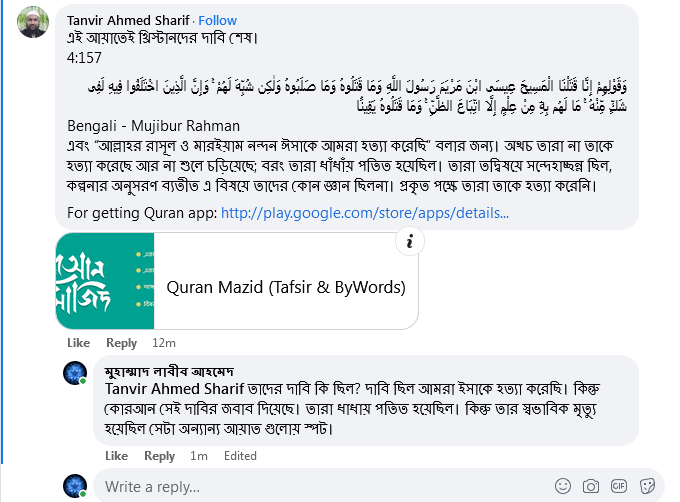 Tanvir Ahmed Sharif · Follow
এই আয়াতেই খ্রিস্টানদের দাবি শেষ।
4:157
وَقَوْلِهِمْ إِنَّا قَتَلْنَا الْمَسِيحَ عِيسَى ابْنَ مَرْيَمَ رَسُولَ اللَّهِ وَمَا قَتَلُوهُ وَمَا صَلَبُوهُ وَلَٰكِن شُبِّهَ لَهُمْ ۚ وَإِنَّ الَّذِينَ اخْتَلَفُوا فِيهِ لَفِي
شَكٍّ مِّنْهُ ۚ مَا لَهُم بِهِ مِنْ عِلْمٍ إِلَّا اتِّبَاعَ الظَّنِّ ۚ وَمَا قَتَلُوهُ يَقِينًا
Bengali - Mujibur Rahman
এবং “আল্লাহর রাসূল ও মারইয়াম নন্দন ঈসাকে আমরা হত্যা করেছি” বলার জন্য। অথচ তারা না তাকে
হত্যা করেছে আর না শুলে চড়িয়েছে; বরং তারা ধাঁধাঁয় পতিত হয়েছিল। তারা তদ্বিষয়ে সন্দেহাচ্ছন্ন ছিল,
কল্পনার অনুসরণ ব্যতীত এ বিষয়ে তাদের কোন জ্ঞান ছিলনা। প্রকৃত পক্ষে তারা তাকে হত্যা করেনি।
For getting Quran app: http://play.google.com/store/apps/details...
Quran Mazid (Tafsir & ByWords)
Like Reply 12m
মুহাম্মাদ লাবীব আহমেদ
Tanvir Ahmed Sharif তাদের দাবি কি ছিল? দাবি ছিল আমরা ইসাকে হত্যা করেছি। কিন্তু
কোরআন সেই দাবির জবাব দিয়েছে। তারা ধাধায় পতিত হয়েছিল। কিন্তু তার স্বভাবিক মৃত্যু
হয়েছিল সেটা অন্যান্য আয়াত গুলোয় স্পট।
Like Reply 1m Edited
Write a reply...
GIF